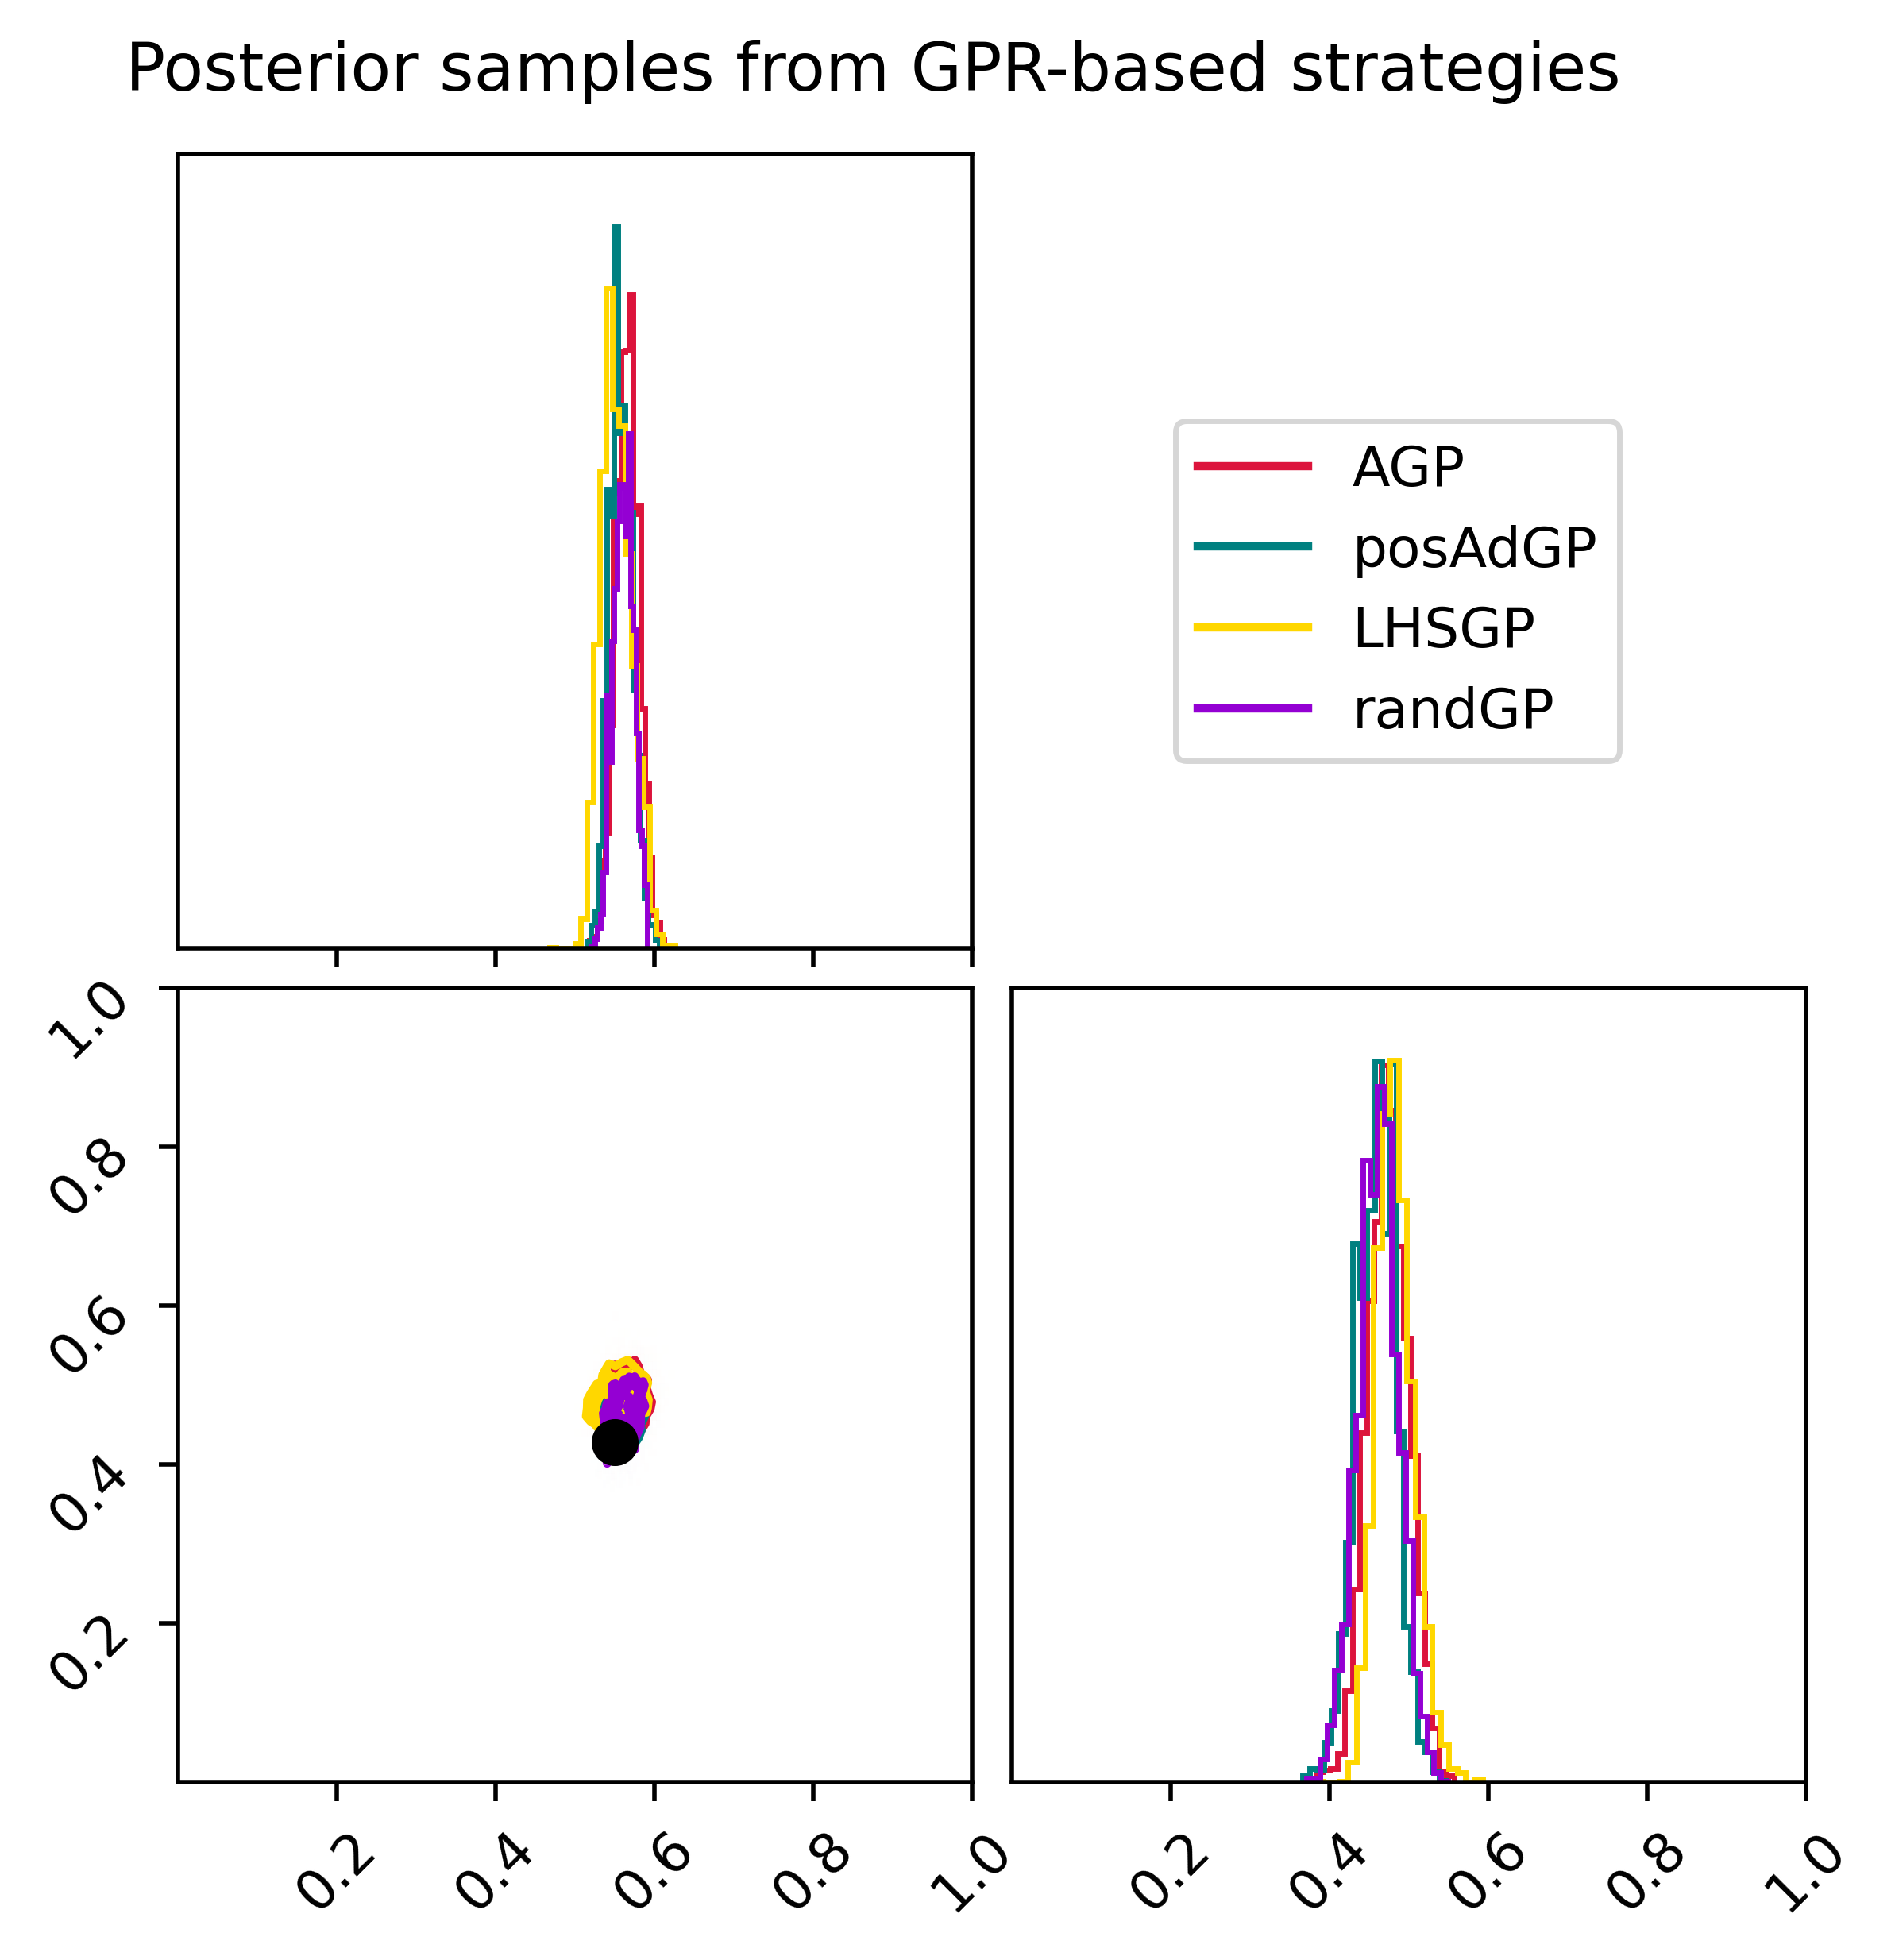 Posterior samples from GPR-based strategies
AGP
posAdGP
LHSGP
randGP
1.0
0.8
0.6
0.4
0.2
0.2 0.4 0.6 0.8 1.0
0.2 0.4 0.6 0.8 1.0